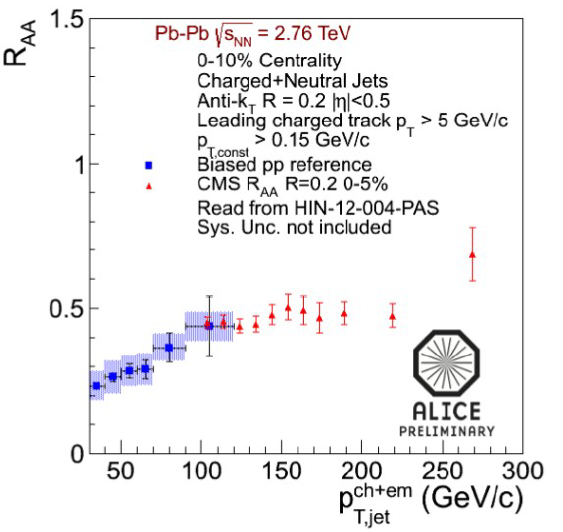 R_AA
1.5
1
0.5
0
Pb-Pb √s_NN = 2.76 TeV
0-10% Centrality
Charged+Neutral Jets
Anti-k_T R = 0.2 |η|<0.5
Leading charged track p_T > 5 GeV/c
p_T,const > 0.15 GeV/c
Biased pp reference
CMS R_AA R=0.2 0-5%
Read from HIN-12-004-PAS
Sys. Unc. not included
ALICE
PRELIMINARY
50 100 150 200 250 300
p_T,jet^ch+em (GeV/c)